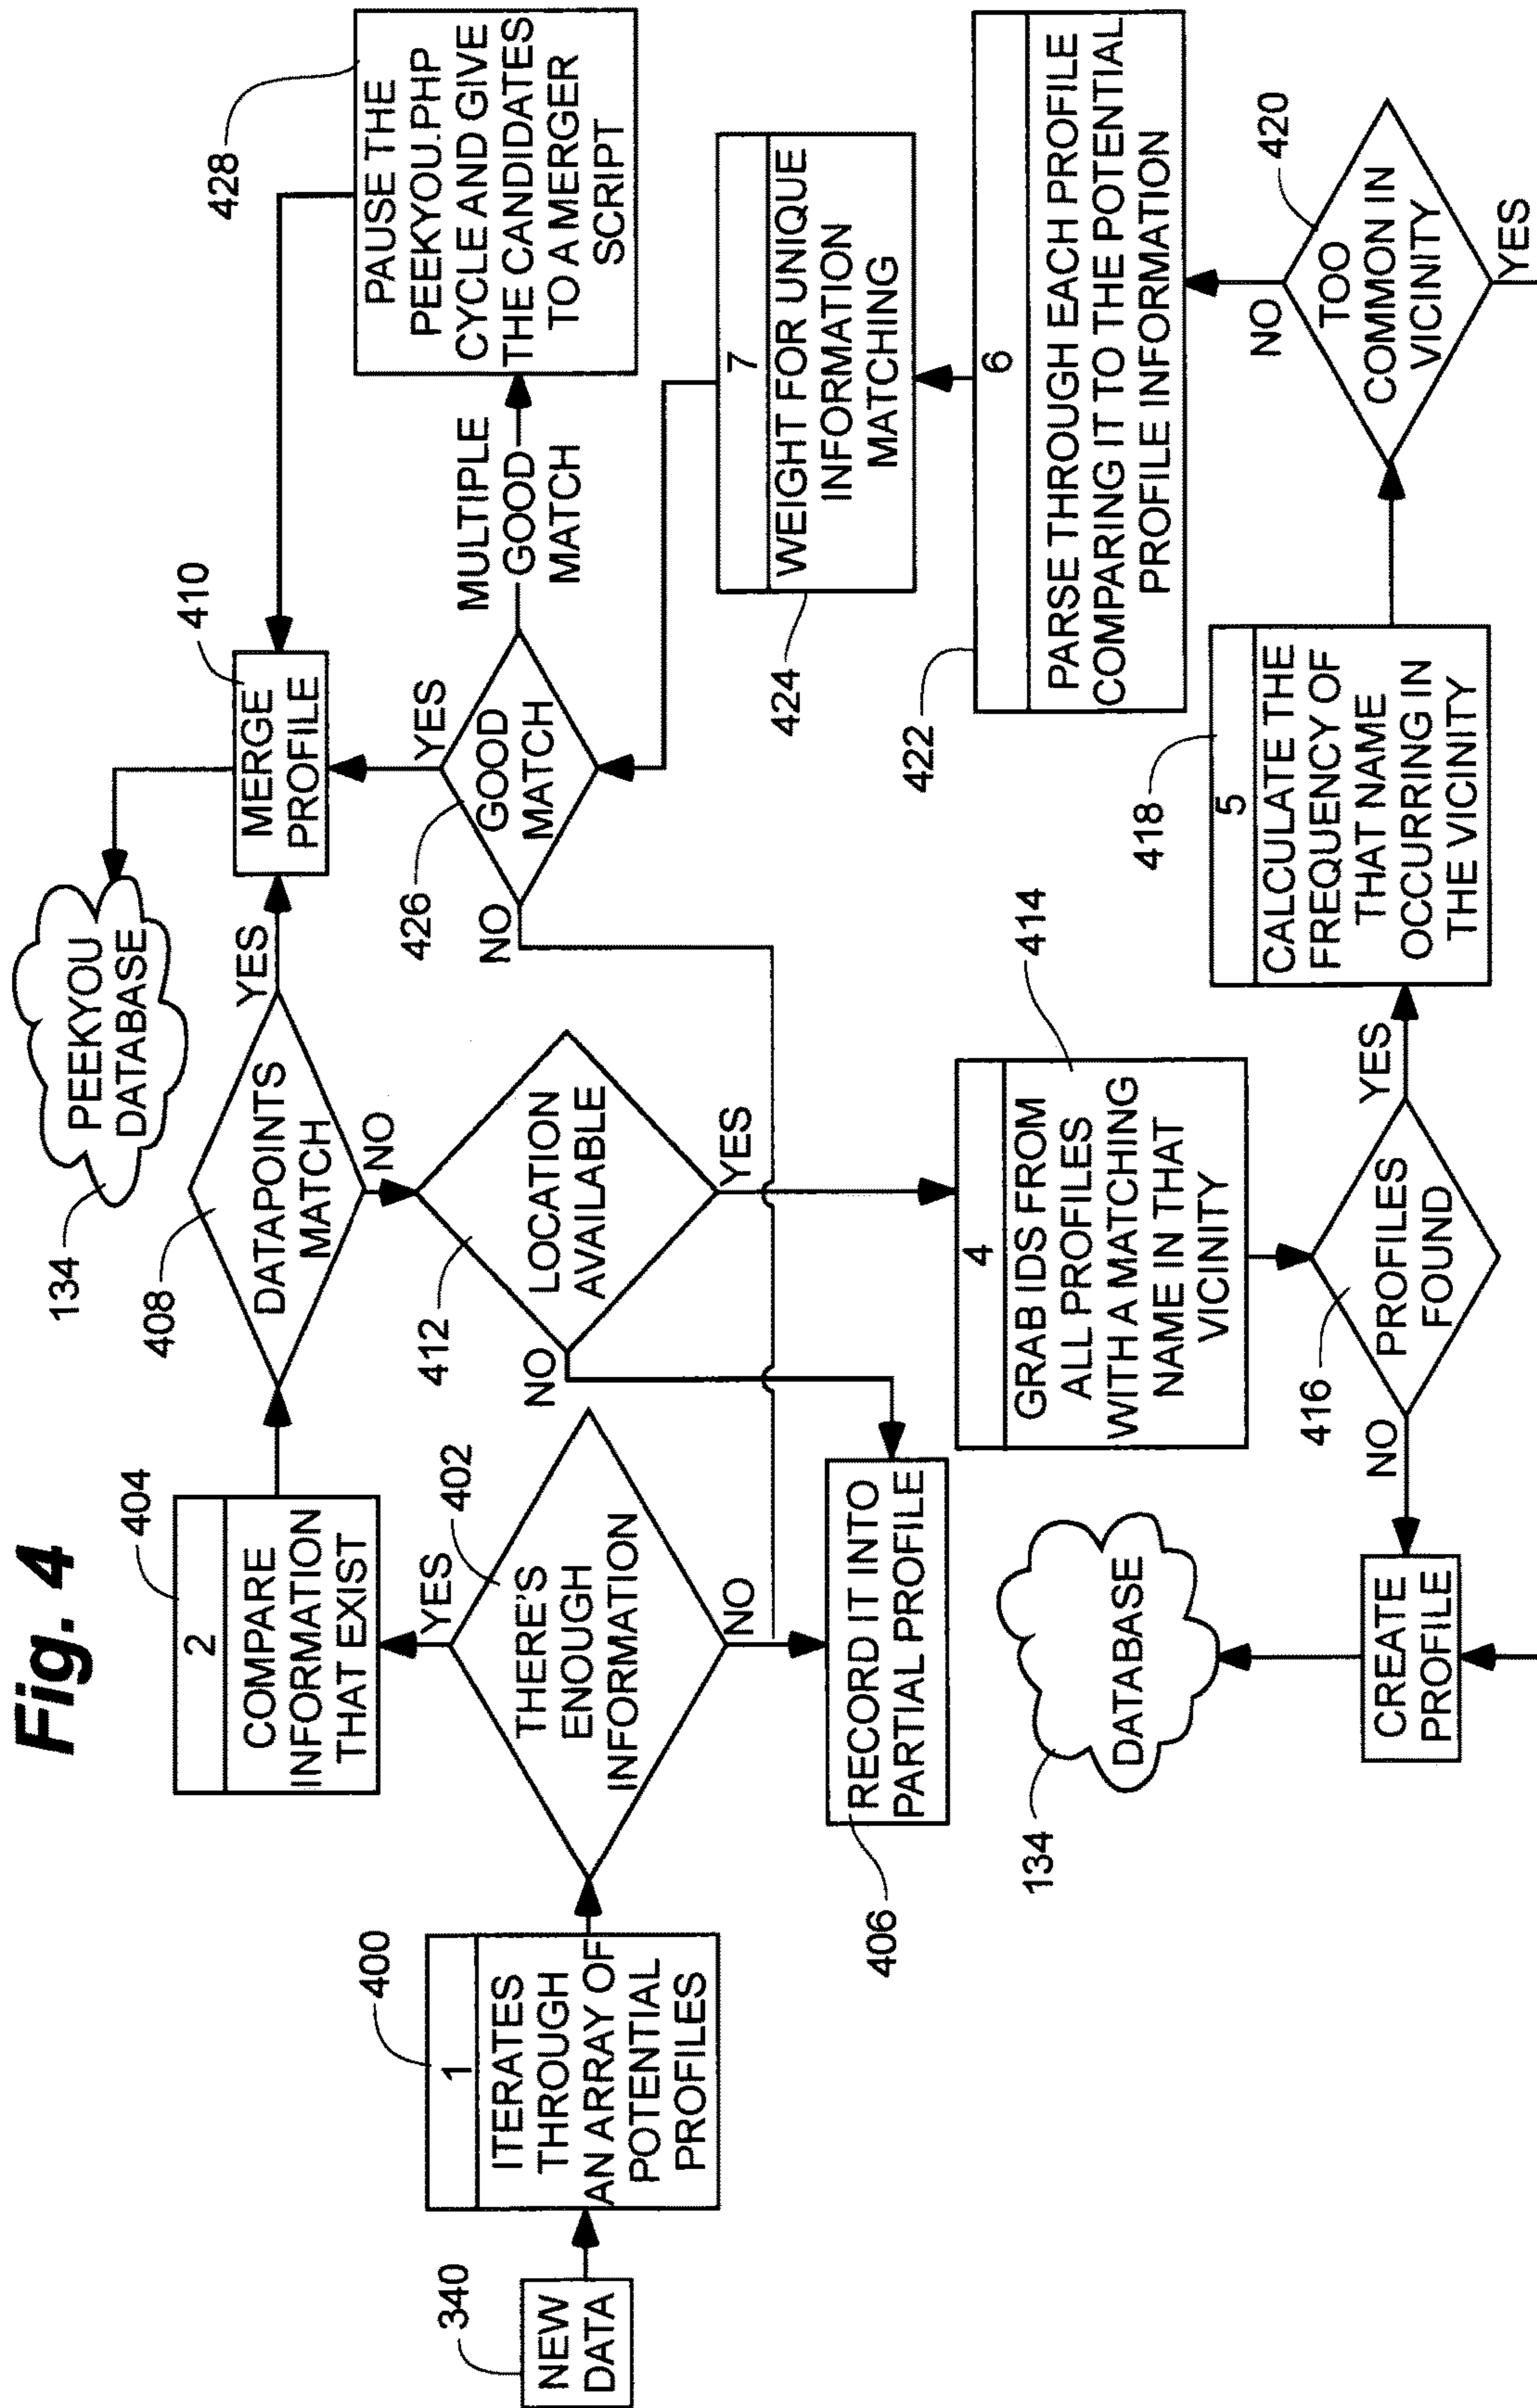 Fig. 4
340
NEW
DATA
400
1
ITERATES
THROUGH
AN ARRAY OF
POTENTIAL
PROFILES
402
THERE'S
ENOUGH
INFORMATION
YES
NO
404
2
COMPARE
INFORMATION
THAT EXIST
406
RECORD IT INTO
PARTIAL PROFILE
408
DATAPOINTS
MATCH
YES
NO
134
PEEKYOU
DATABASE
410
MERGE
PROFILE
412
LOCATION
AVAILABLE
NO
YES
414
4
GRAB IDS FROM
ALL PROFILES
WITH A MATCHING
NAME IN THAT
VICINITY
416
PROFILES
FOUND
NO
YES
CREATE
PROFILE
134
DATABASE
418
5
CALCULATE THE
FREQUENCY OF
THAT NAME
OCCURRING IN
THE VICINITY
420
TOO
COMMON IN
VICINITY
NO
YES
422
6
PARSE THROUGH EACH PROFILE
COMPARING IT TO THE POTENTIAL
PROFILE INFORMATION
424
7
WEIGHT FOR UNIQUE
INFORMATION
MATCHING
426
GOOD
MATCH
YES
NO
MULTIPLE
GOOD
MATCH
428
PAUSE THE
PEEKYOU.PHP
CYCLE AND GIVE
THE CANDIDATES
TO A MERGER
SCRIPT